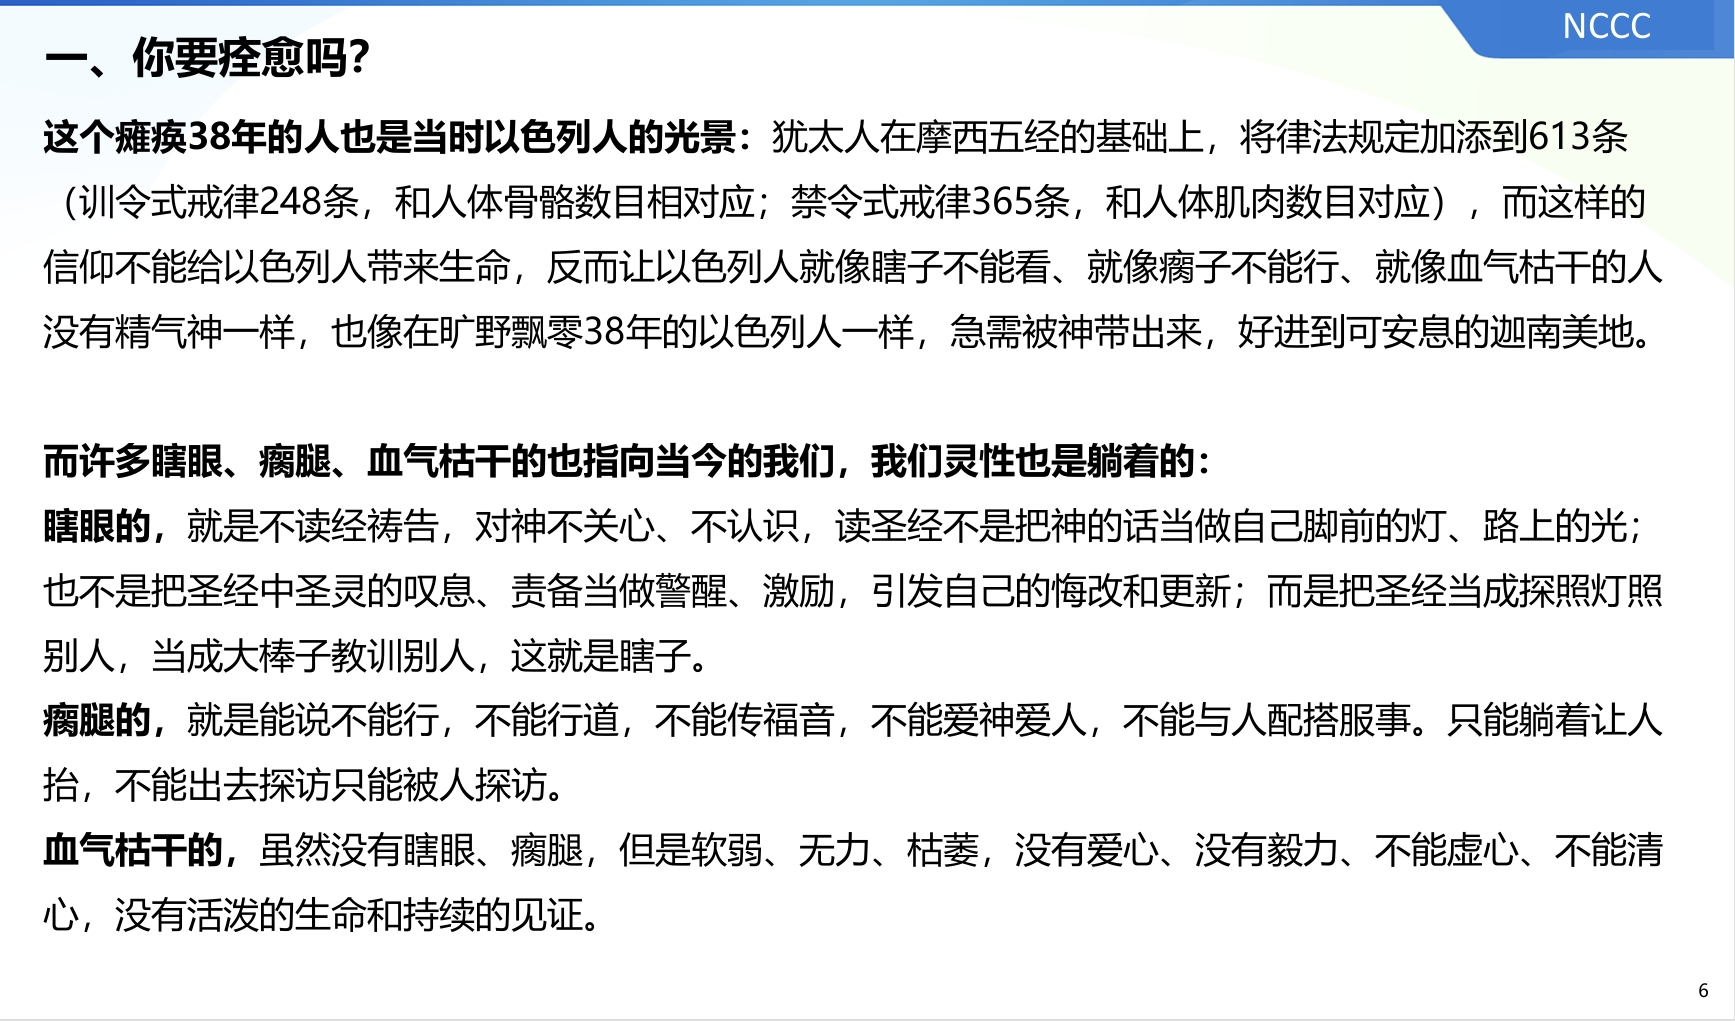 NCCC
一、你要痊愈吗？
这个瘫痪38年的人也是当时以色列人的光景：犹太人在摩西五经的基础上，将律法规定加添到613条
（训令式戒律248条，和人体骨骼数目相对应；禁令式戒律365条，和人体肌肉数目对应），而这样的
信仰不能给以色列人带来生命，反而让以色列人就像瞎子不能看、就像瘸子不能行、就像血气枯干的人
没有精气神一样，也像在旷野飘零38年的以色列人一样，急需被神带出来，好进到可安息的迦南美地。
而许多瞎眼、瘸腿、血气枯干的也指向当今的我们，我们灵性也是躺着的：
瞎眼的，就是不读经祷告，对神不关心、不认识，读圣经不是把神的话当做自己脚前的灯、路上的光；
也不是把圣经中圣灵的叹息、责备当做警醒、激励，引发自己的悔改和更新；而是把圣经当成探照灯照
别人，当成大棒子教训别人，这就是瞎子。
瘸腿的，就是能说不能行，不能行道，不能传福音，不能爱神爱人，不能与人配搭服事。只能躺着让人
抬，不能出去探访只能被人探访。
血气枯干的，虽然没有瞎眼、瘸腿，但是软弱、无力、枯萎，没有爱心、没有毅力、不能虚心、不能清
心，没有活泼的生命和持续的见证。
6